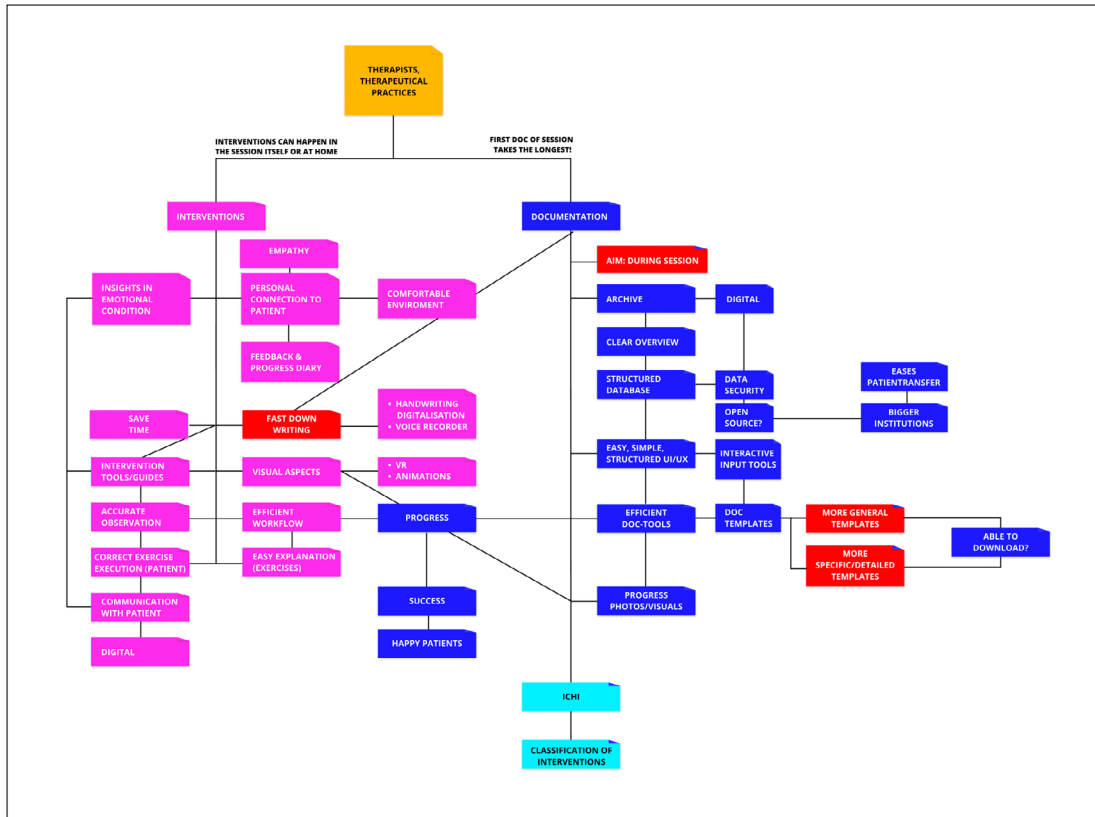 THERAPISTS,
THERAPEUTICAL
PRACTICES
INTERVENTIONS CAN HAPPEN IN
THE SESSION ITSELF OR AT HOME
FIRST DOC OF SESSION
TAKES THE LONGEST!
INTERVENTIONS
DOCUMENTATION
EMPATHY
AIM: DURING SESSION
INSIGHTS IN
EMOTIONAL
CONDITION
PERSONAL
CONNECTION TO
PATIENT
COMFORTABLE
ENVIROMENT
ARCHIVE
DIGITAL
CLEAR OVERVIEW
FEEDBACK &
PROGRESS DIARY
STRUCTURED
DATABASE
DATA
SECURITY
EASES
PATIENTRANSFER
SAVE
TIME
FAST DOWN
WRITING
• HANDWRITING
DIGITALISATION
• VOICE RECORDER
OPEN
SOURCE?
BIGGER
INSTITUTIONS
INTERVENTION
TOOLS/GUIDES
VISUAL ASPECTS
• VR
• ANIMATIONS
EASY, SIMPLE,
STRUCTURED UI/UX
INTERACTIVE
INPUT TOOLS
ACCURATE
OBSERVATION
EFFICIENT
WORKFLOW
PROGRESS
EFFICIENT
DOC-TOOLS
DOC
TEMPLATES
MORE GENERAL
TEMPLATES
ABLE TO
DOWNLOAD?
CORRECT EXERCISE
EXECUTION (PATIENT)
EASY EXPLANATION
(EXERCISES)
MORE
SPECIFIC/DETAILED
TEMPLATES
COMMUNICATION
WITH PATIENT
SUCCESS
PROGRESS
PHOTOS/VISUALS
DIGITAL
HAPPY PATIENTS
ICHI
CLASSIFICATION OF
INTERVENTIONS